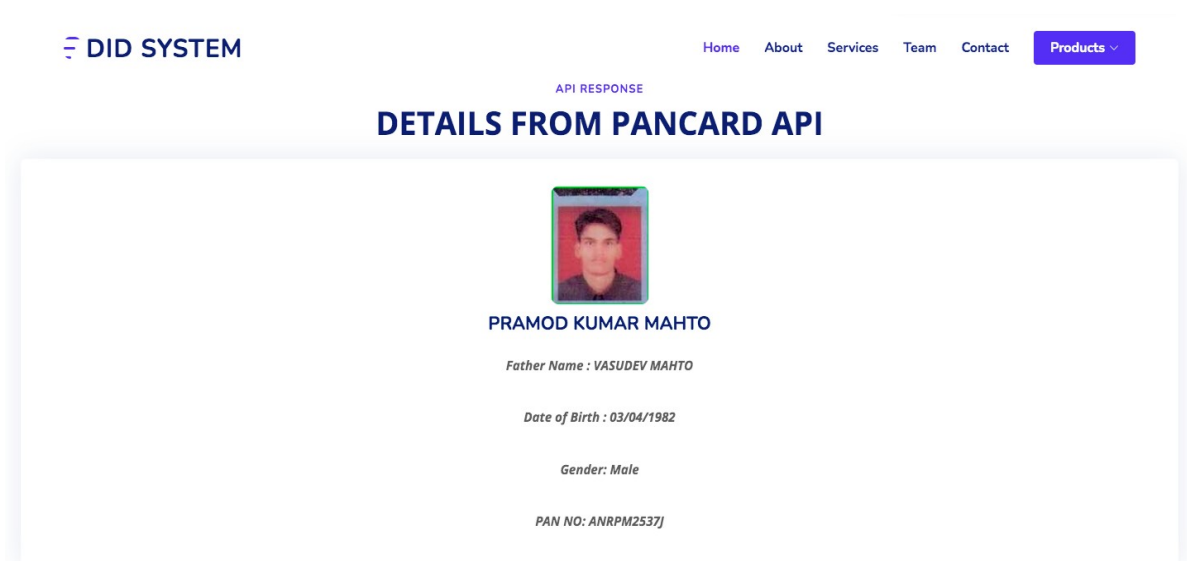 DID SYSTEM
Home About Services Team Contact Products
API RESPONSE
DETAILS FROM PANCARD API
PRAMOD KUMAR MAHTO
Father Name : VASUDEV MAHTO
Date of Birth : 03/04/1982
Gender: Male
PAN NO: ANRPM2537J